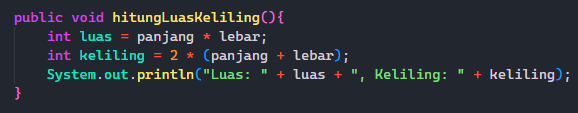 public void hitungLuasKeliling(){
    int luas = panjang * lebar;
    int keliling = 2 * (panjang + lebar);
    System.out.println("Luas: " + luas + ", Keliling: " + keliling);
}